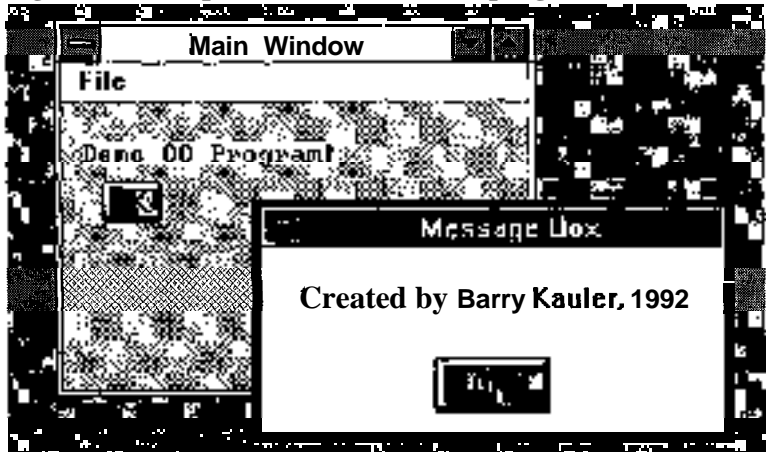 Main Window
File
Demo OO Program!
Message Box
Created by Barry Kauler, 1992